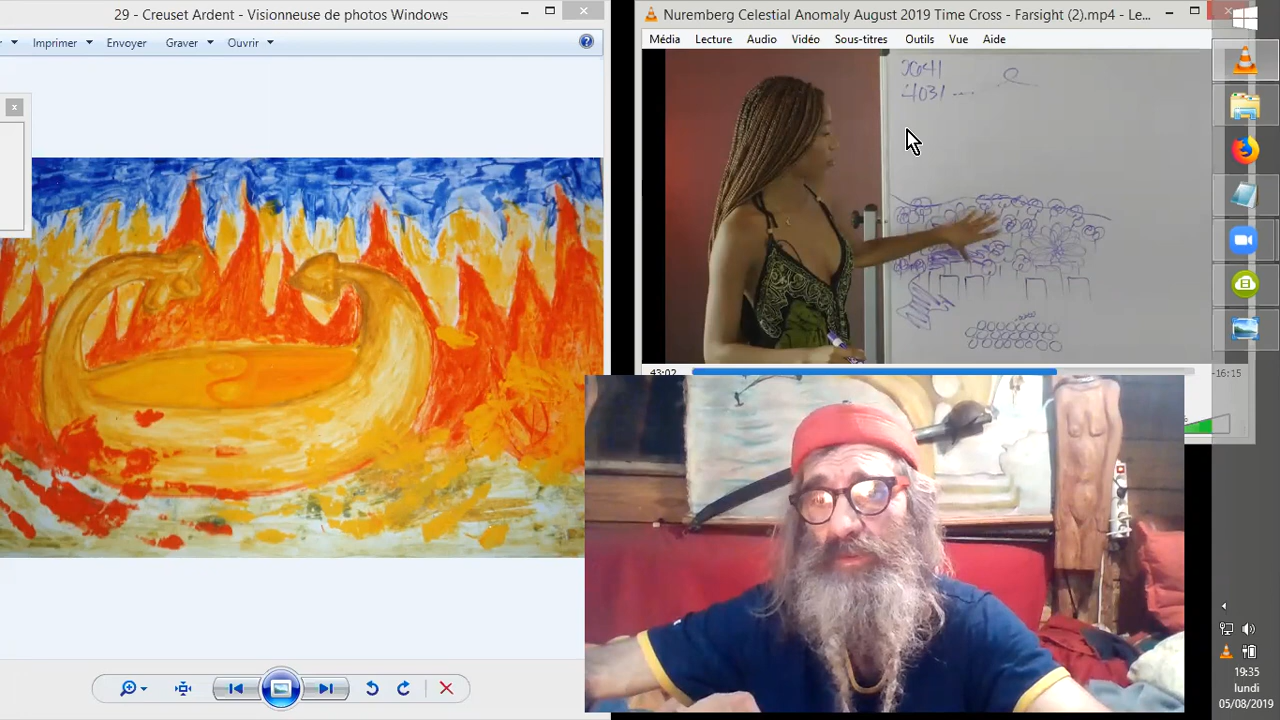 29 - Creuset Ardent - Visionneuse de photos Windows
Imprimer Envoyer Graver Ouvrir
Nuremberg Celestial Anomaly August 2019 Time Cross - Farsight (2).mp4 - Le...
Média Lecture Audio Vidéo Sous-titres Outils Vue Aide
4031
43:02
-16:15
19:35
lundi
05/08/2019